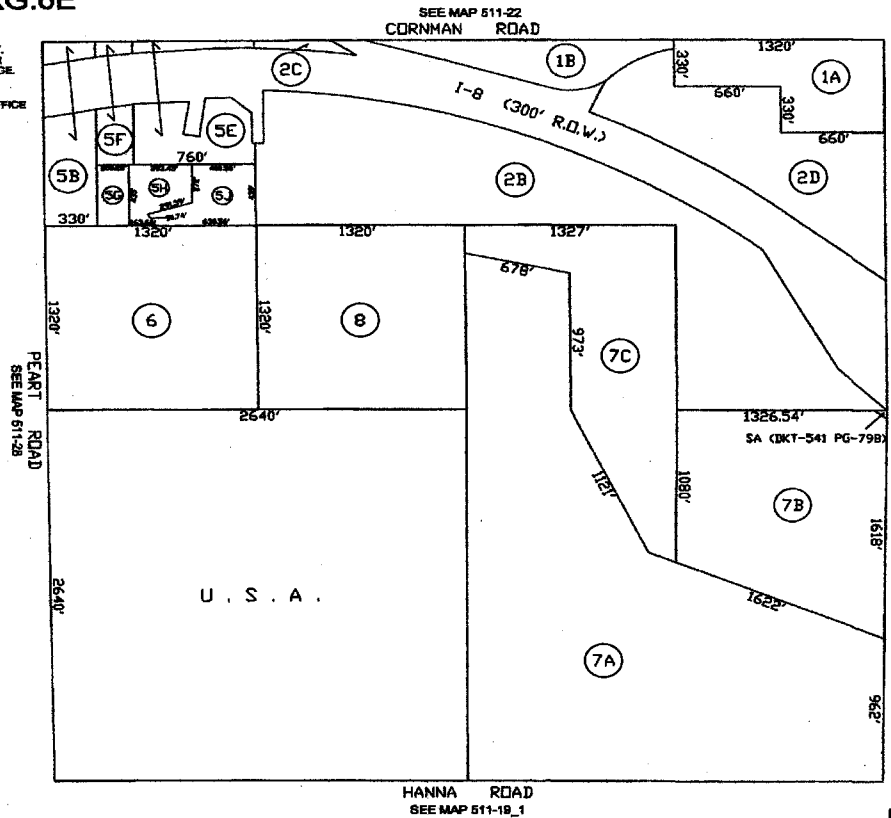 G.6E
SEE MAP 511-22
CORNMAN ROAD
GE
FFICE
2C
1B
1320'
330'
1A
660'
330'
660'
I-8 (300' R.O.W.)
5F
5E
760'
5B
2B
2D
5G
5H
5J
330'
1320'
1320'
1327'
678'
1320'
6
1320'
8
973'
7C
PEART ROAD
SEE MAP 511-28
2640'
1326.54'
SA (DKT-541 PG-798)
1121'
1080'
7B
1618'
2640'
U.S.A.
1622'
7A
962'
HANNA ROAD
SEE MAP 511-19_1